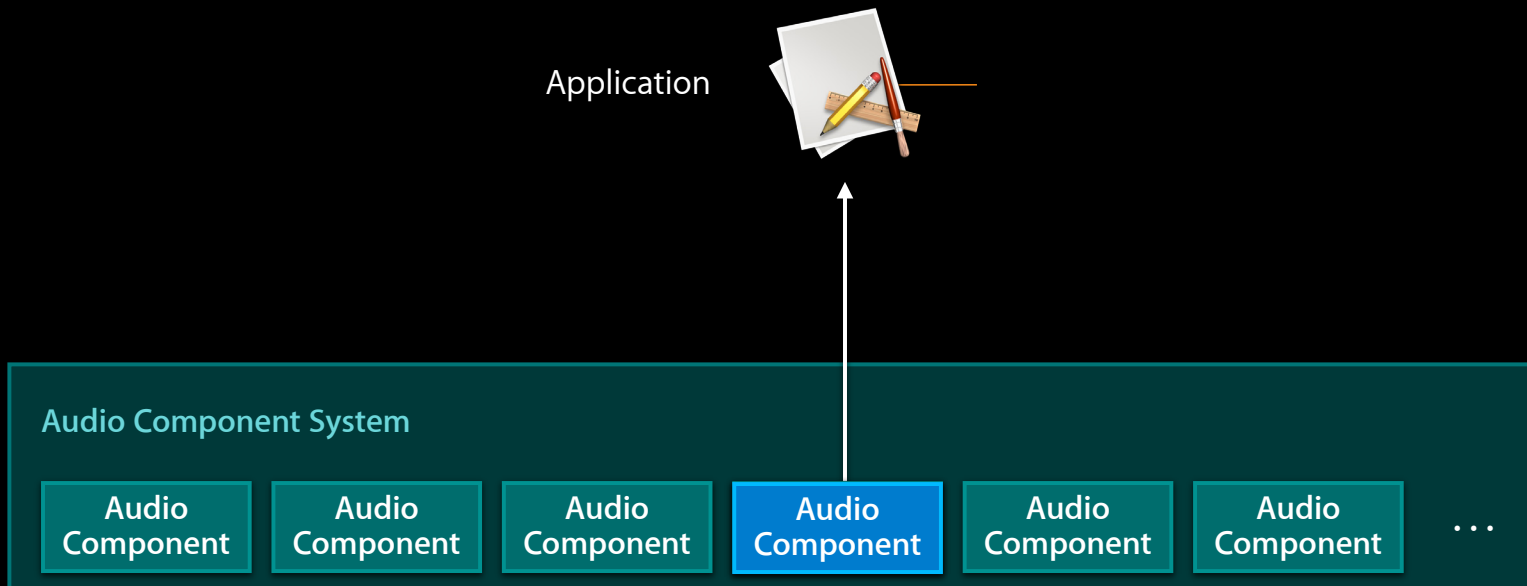 Application
Audio Component System
Audio
Component
Audio
Component
Audio
Component
Audio
Component
Audio
Component
Audio
Component
...